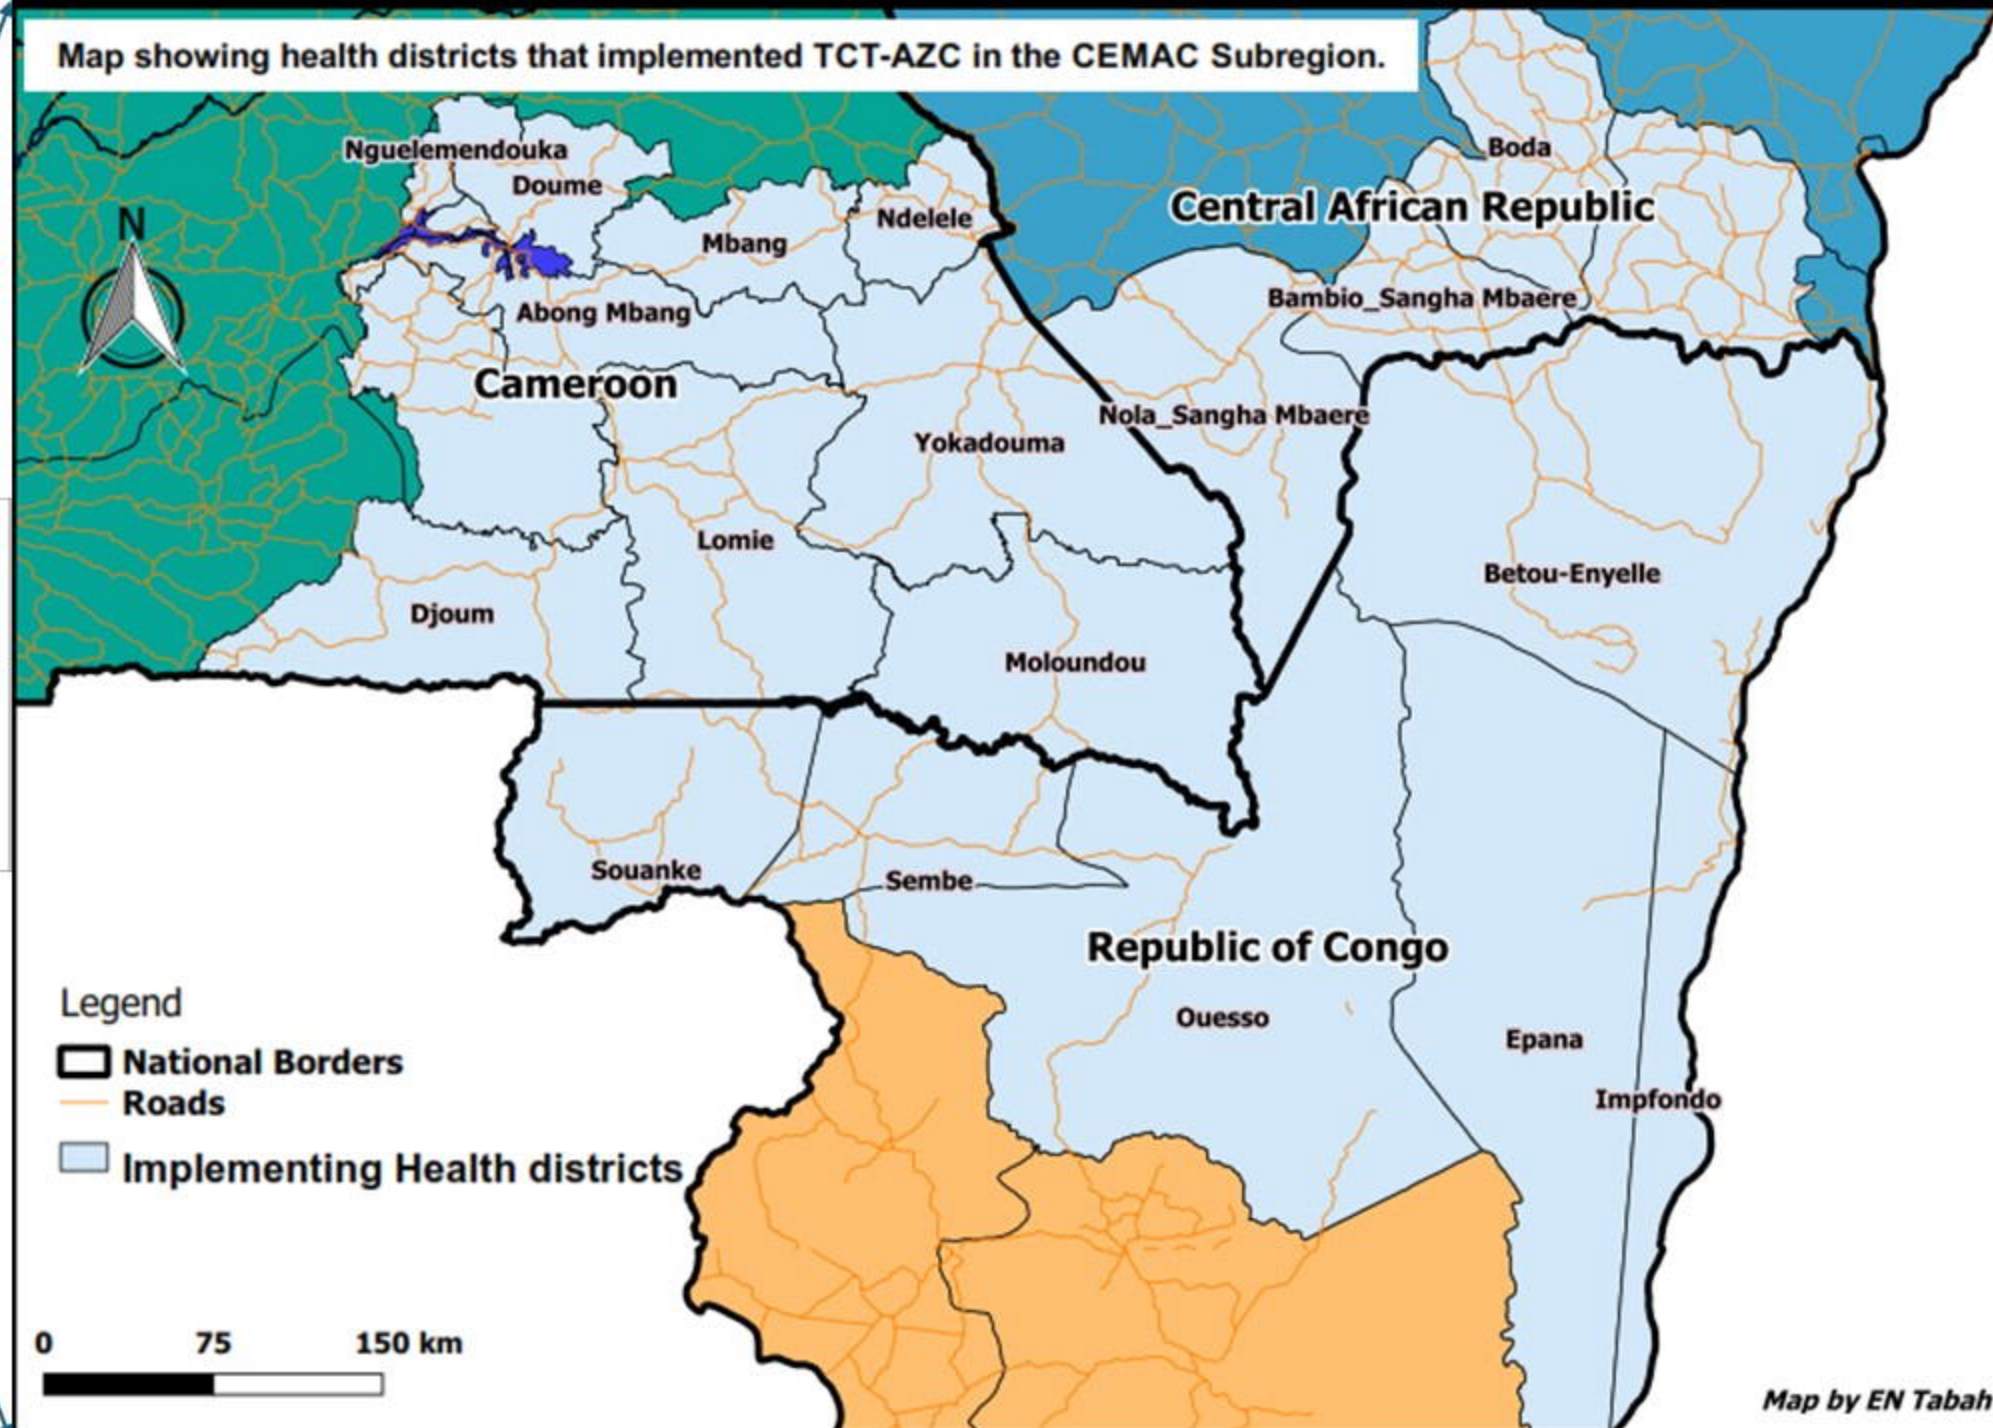 Map showing health districts that implemented TCT-AZC in the CEMAC Subregion.
Nguelemendouka
Doume
Boda
N
Mbang
Ndelele
Central African Republic
Abong Mbang
Bambio_Sangha Mbaere
Cameroon
Nola_Sangha Mbaere
Yokadouma
Lomie
Betou-Enyelle
Djoum
Moloundou
Souanke
Sembe
Republic of Congo
Ouesso
Epana
Impfondo
Legend
National Borders
Roads
Implementing Health districts
0 75 150 km
Map by EN Tabah